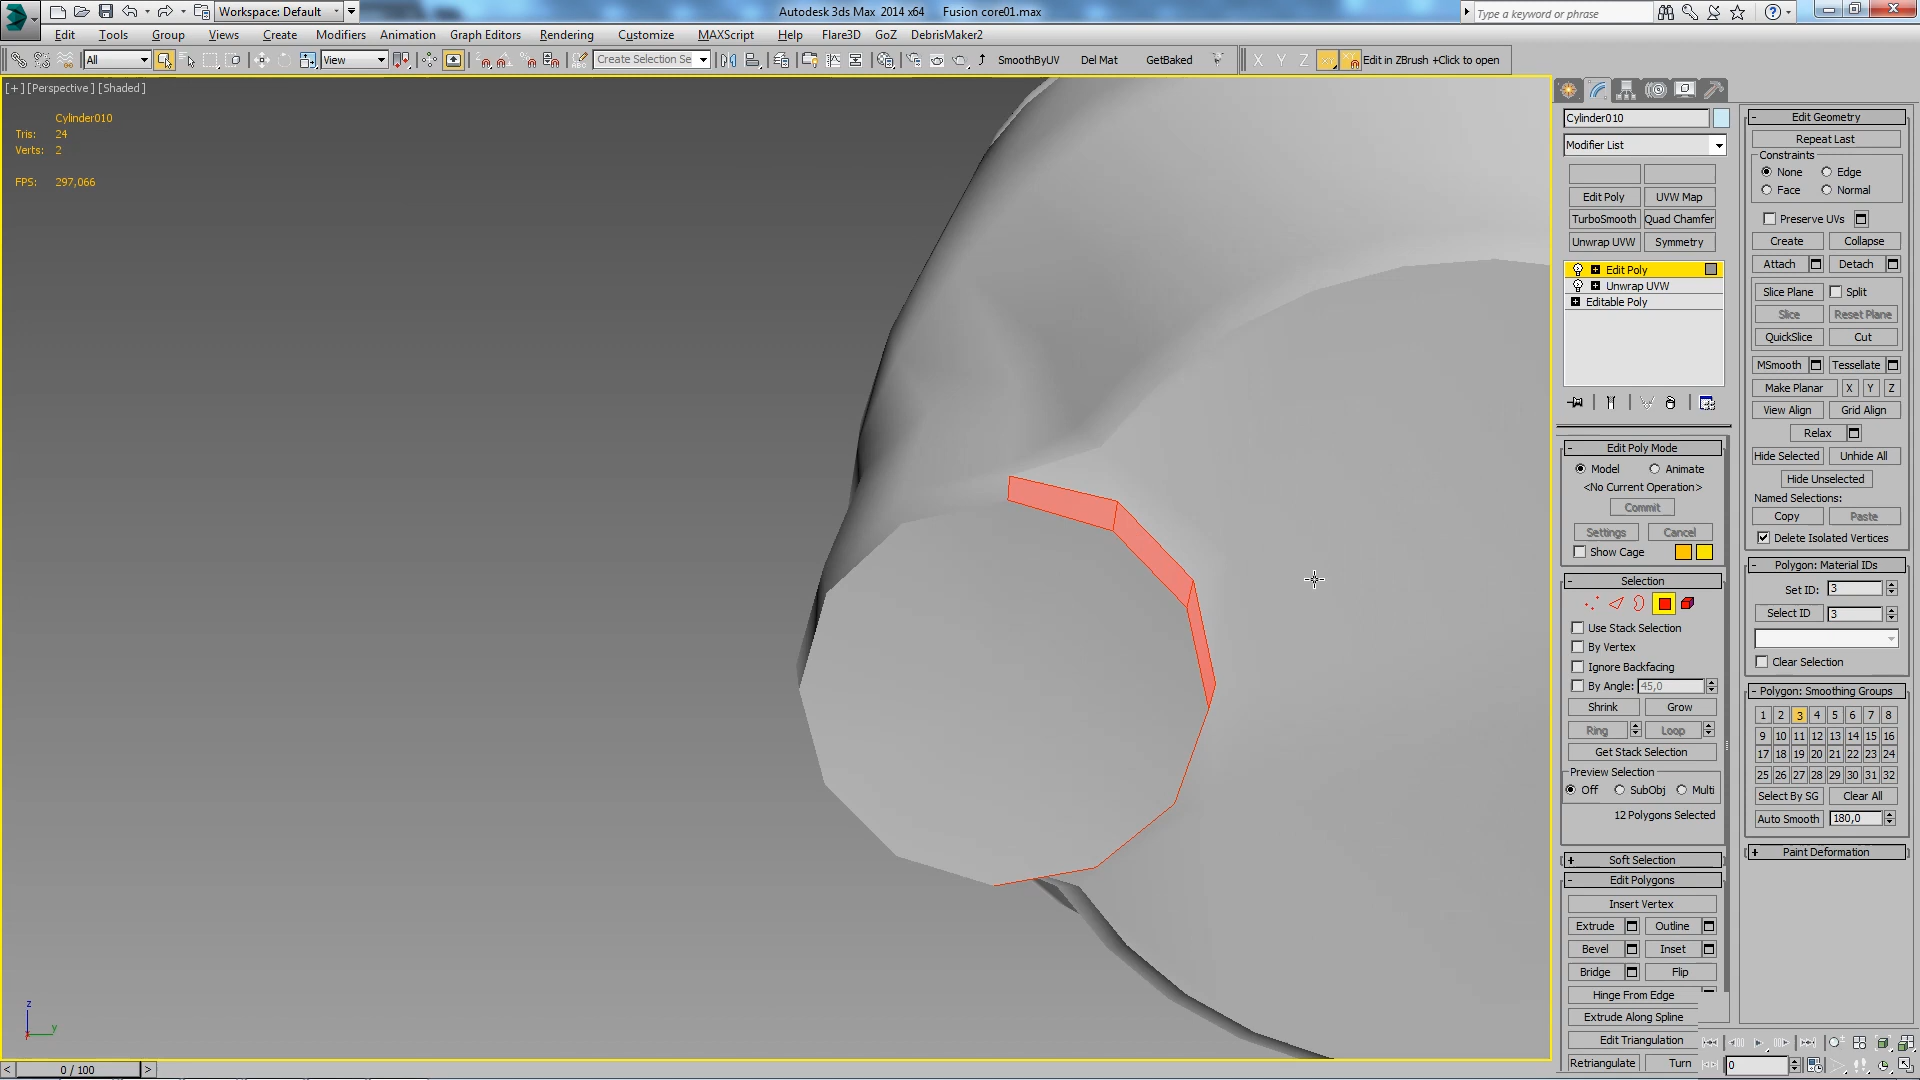 Workspace: Default
Autodesk 3ds Max 2014 x64 Fusion core01.max
Type a keyword or phrase
Edit Tools Group Views Create Modifiers Animation Graph Editors Rendering Customize MAXScript Help Flare3D GoZ DebrisMaker2
All View Create Selection Se SmoothByUV Del Mat GetBaked X Y Z Edit in ZBrush +Click to open
[+] [Perspective ] [Shaded ]
Cylinder010
Tris: 24
Verts: 2
FPS: 297,066
z
y
< 0 / 100 >
Cylinder010
Modifier List
Edit Poly UVW Map
TurboSmooth Quad Chamfer
Unwrap UVW Symmetry
Edit Poly
Unwrap UVW
Editable Poly
- Edit Poly Mode
Model Animate
<No Current Operation>
Commit
Settings Cancel
Show Cage
- Selection
Use Stack Selection
By Vertex
Ignore Backfacing
By Angle: 45,0
Shrink Grow
Ring Loop
Get Stack Selection
Preview Selection
Off SubObj Multi
12 Polygons Selected
+ Soft Selection
- Edit Polygons
Insert Vertex
Extrude Outline
Bevel Inset
Bridge Flip
Hinge From Edge
Extrude Along Spline
Edit Triangulation
Retriangulate Turn
- Edit Geometry
Repeat Last
Constraints
None Edge
Face Normal
Preserve UVs
Create Collapse
Attach Detach
Slice Plane Split
Slice Reset Plane
QuickSlice Cut
MSmooth Tessellate
Make Planar X Y Z
View Align Grid Align
Relax
Hide Selected Unhide All
Hide Unselected
Named Selections:
Copy Paste
Delete Isolated Vertices
- Polygon: Material IDs
Set ID: 3
Select ID 3
Clear Selection
- Polygon: Smoothing Groups
1 2 3 4 5 6 7 8
9 10 11 12 13 14 15 16
17 18 19 20 21 22 23 24
25 26 27 28 29 30 31 32
Select By SG Clear All
Auto Smooth 180,0
+ Paint Deformation
0